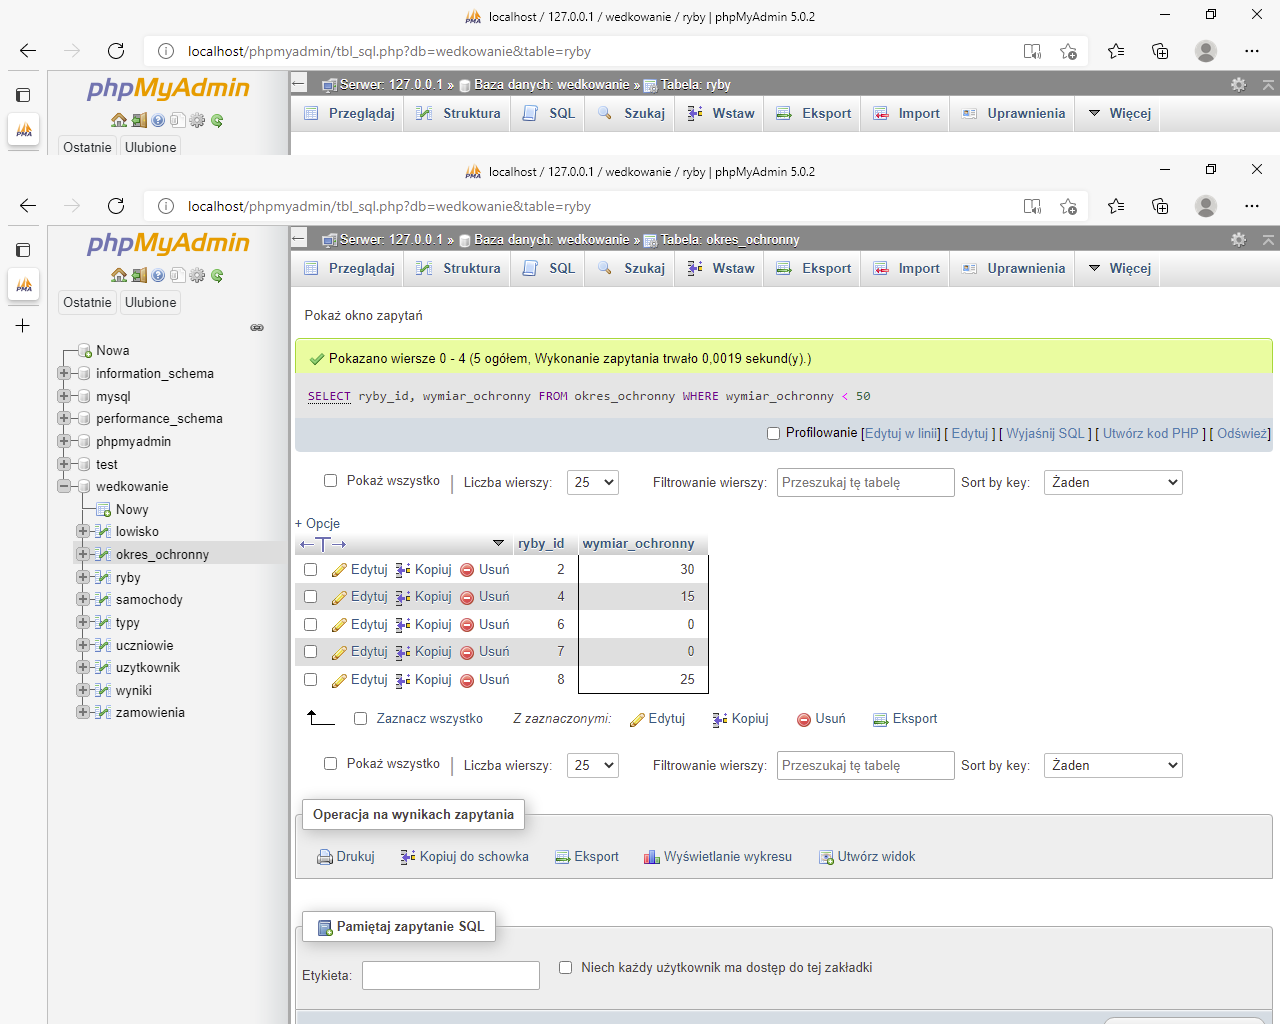 localhost / 127.0.0.1 / wedkowanie / ryby | phpMyAdmin 5.0.2
localhost/phpmyadmin/tbl_sql.php?db=wedkowanie&table=ryby
phpMyAdmin
Serwer: 127.0.0.1 » Baza danych: wedkowanie » Tabela: ryby
Przeglądaj Struktura SQL Szukaj Wstaw Eksport Import Uprawnienia Więcej
Ostatnie Ulubione
localhost / 127.0.0.1 / wedkowanie / ryby | phpMyAdmin 5.0.2
localhost/phpmyadmin/tbl_sql.php?db=wedkowanie&table=ryby
phpMyAdmin
Serwer: 127.0.0.1 » Baza danych: wedkowanie » Tabela: okres_ochronny
Przeglądaj Struktura SQL Szukaj Wstaw Eksport Import Uprawnienia Więcej
Ostatnie Ulubione
Nowa
information_schema
mysql
performance_schema
phpmyadmin
test
wedkowanie
Nowy
lowisko
okres_ochronny
ryby
samochody
typy
uczniowie
uzytkownik
wyniki
zamowienia
Pokaż okno zapytań
Pokazano wiersze 0 - 4 (5 ogółem, Wykonanie zapytania trwało 0,0019 sekund(y).)
SELECT ryby_id, wymiar_ochronny FROM okres_ochronny WHERE wymiar_ochronny < 50
Profilowanie [Edytuj w linii] [ Edytuj ] [ Wyjaśnij SQL ] [ Utwórz kod PHP ] [ Odśwież]
Pokaż wszystko | Liczba wierszy: 25 Filtrowanie wierszy: Przeszukaj tę tabelę Sort by key: Żaden
+ Opcje
←T→ ryby_id wymiar_ochronny
Edytuj Kopiuj Usuń 2 30
Edytuj Kopiuj Usuń 4 15
Edytuj Kopiuj Usuń 6 0
Edytuj Kopiuj Usuń 7 0
Edytuj Kopiuj Usuń 8 25
Zaznacz wszystko Z zaznaczonymi: Edytuj Kopiuj Usuń Eksport
Pokaż wszystko | Liczba wierszy: 25 Filtrowanie wierszy: Przeszukaj tę tabelę Sort by key: Żaden
Operacja na wynikach zapytania
Drukuj Kopiuj do schowka Eksport Wyświetlanie wykresu Utwórz widok
Pamiętaj zapytanie SQL
Etykieta: Niech każdy użytkownik ma dostęp do tej zakładki